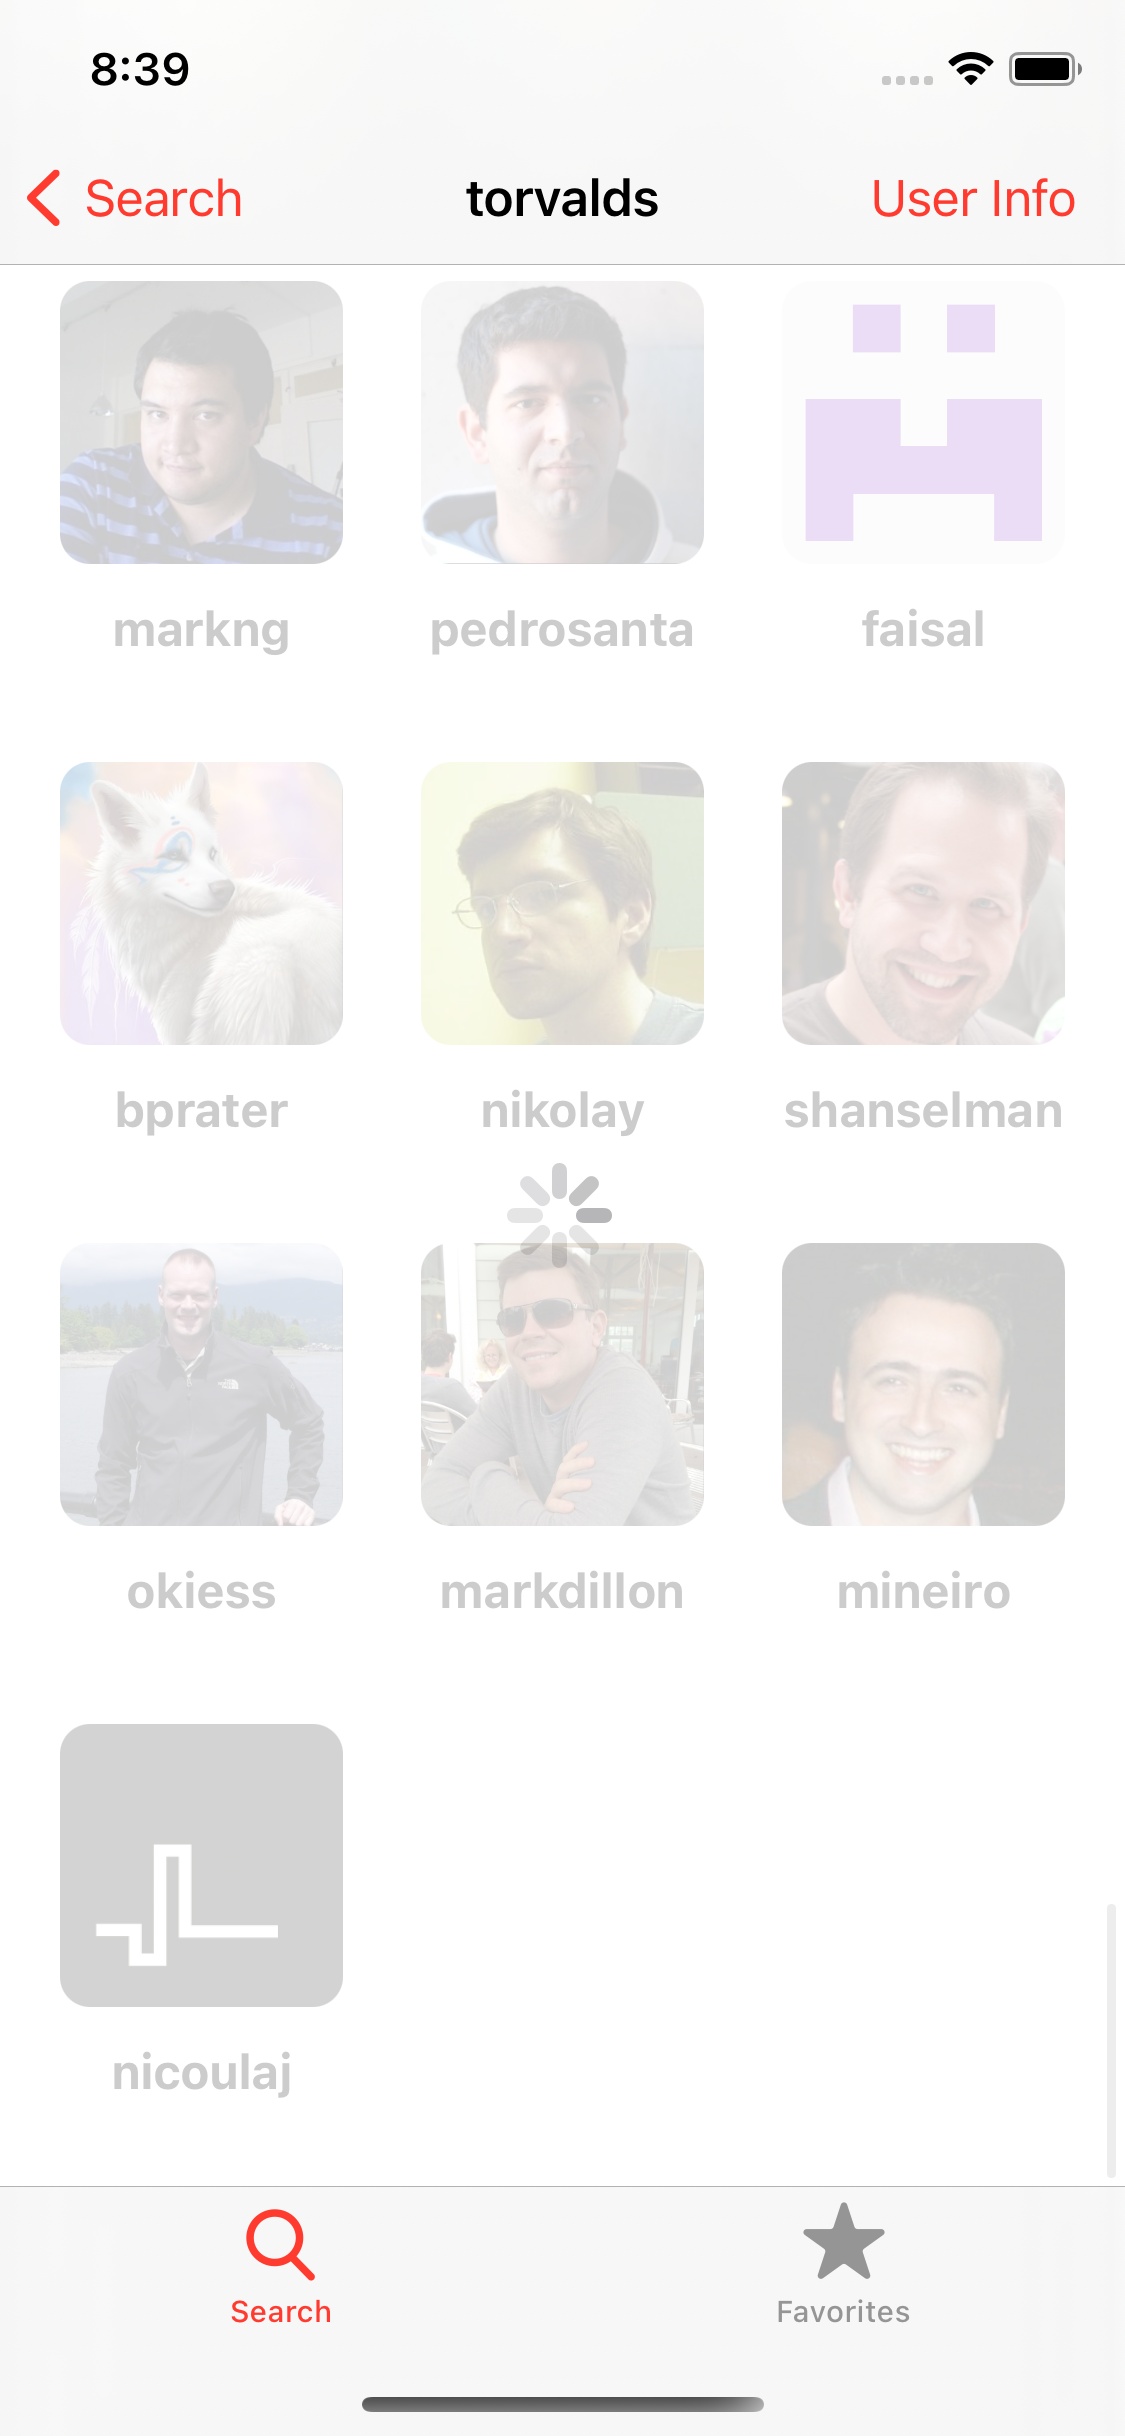 8:39
Search
torvalds
User Info
markng
pedrosanta
faisal
bprater
nikolay
shanselman
okiess
markdillon
mineiro
nicoulaj
Search
Favorites